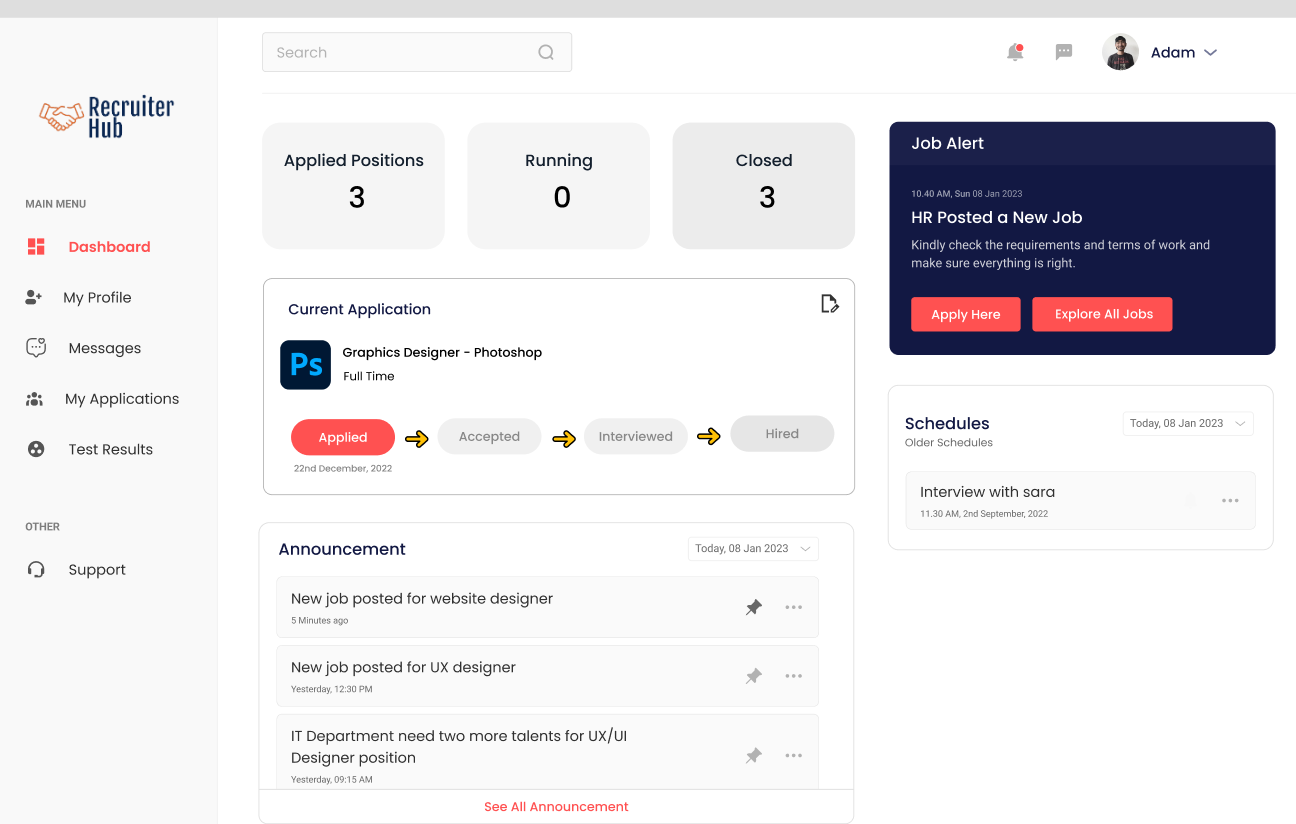 Search
Adam
Recruiter
Hub
MAIN MENU
Dashboard
My Profile
Messages
My Applications
Test Results
OTHER
Support
Applied Positions
3
Running
0
Closed
3
Current Application
Ps
Graphics Designer - Photoshop
Full Time
Applied
Accepted
Interviewed
Hired
22nd December, 2022
Announcement
Today, 08 Jan 2023
New job posted for website designer
5 Minutes ago
New job posted for UX designer
Yesterday, 12:30 PM
IT Department need two more talents for UX/UI
Designer position
Yesterday, 09:15 AM
See All Announcement
Job Alert
10.40 AM, Sun 08 Jan 2023
HR Posted a New Job
Kindly check the requirements and terms of work and
make sure everything is right.
Apply Here
Explore All Jobs
Schedules
Today, 08 Jan 2023
Older Schedules
Interview with sara
11.30 AM, 2nd September, 2022